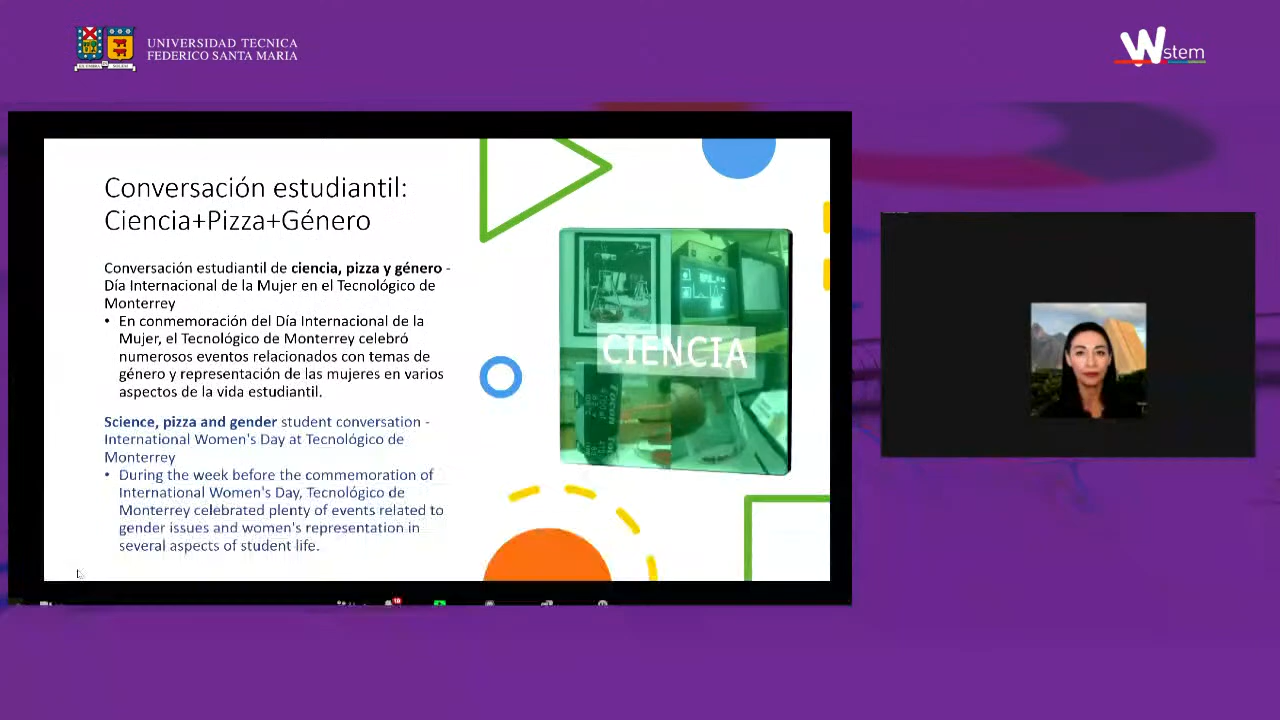 UNIVERSIDAD TECNICA
FEDERICO SANTA MARIA
Wstem
Conversación estudiantil:
Ciencia+Pizza+Género
Conversación estudiantil de ciencia, pizza y género -
Día Internacional de la Mujer en el Tecnológico de
Monterrey
• En conmemoración del Día Internacional de la
Mujer, el Tecnológico de Monterrey celebró
numerosos eventos relacionados con temas de
género y representación de las mujeres en varios
aspectos de la vida estudiantil.
Science, pizza and gender student conversation -
International Women's Day at Tecnológico de
Monterrey
• During the week before the commemoration of
International Women's Day, Tecnológico de
Monterrey celebrated plenty of events related to
gender issues and women's representation in
several aspects of student life.
CIENCIA